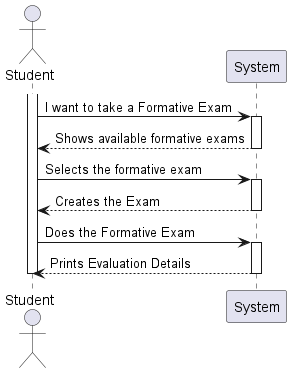 Student
System
I want to take a Formative Exam
Shows available formative exams
Selects the formative exam
Creates the Exam
Does the Formative Exam
Prints Evaluation Details
Student
System